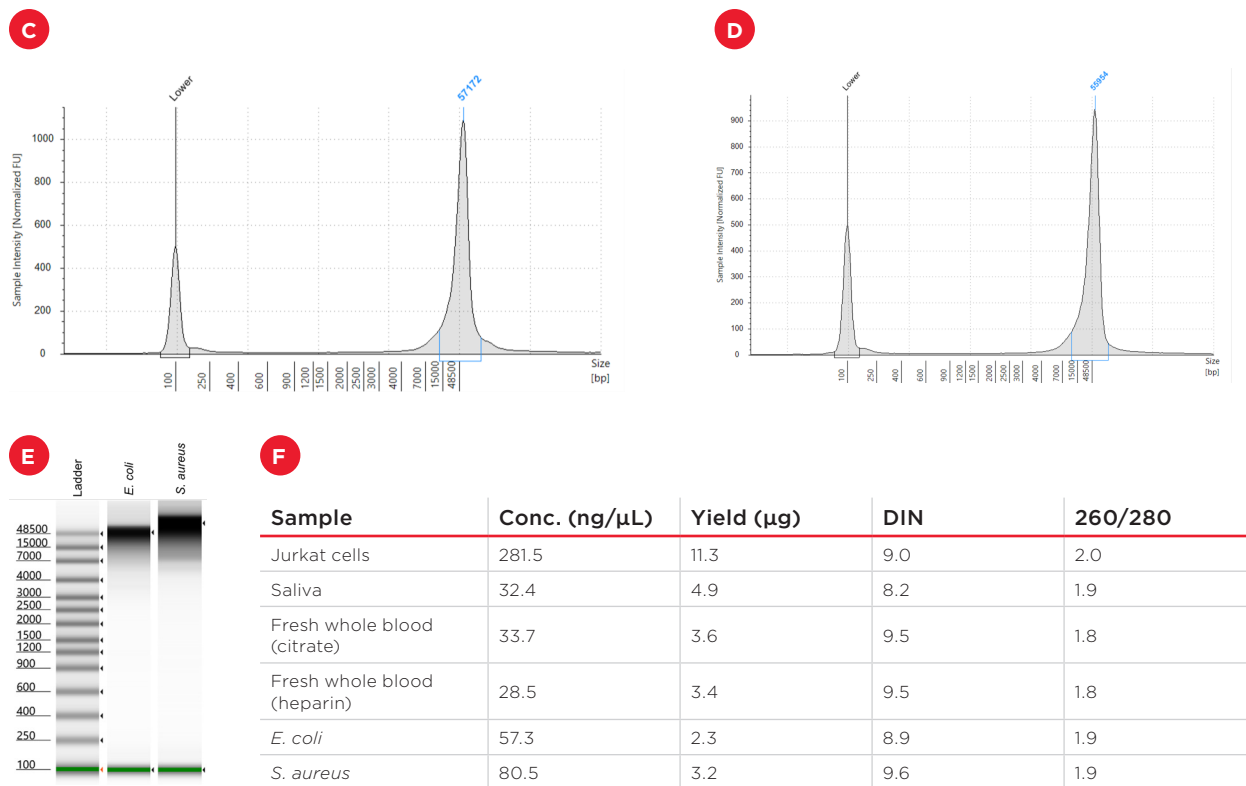 C
Lower
57172
Sample Intensity [Normalized FU]
1000
800
600
400
200
0
100
250
400
600
900
1200
1500
2000
2500
3000
4000
7000
15000
48500
Size
[bp]
D
Lower
55954
Sample Intensity [Normalized FU]
900
800
700
600
500
400
300
200
100
0
100
250
400
600
900
1200
1500
2000
2500
3000
4000
7000
15000
48500
Size
[bp]
E
Ladder
E. coli
S. aureus
48500
15000
7000
4000
3000
2500
2000
1500
1200
900
600
400
250
100
F
Sample Conc. (ng/μL) Yield (μg) DIN 260/280
Jurkat cells 281.5 11.3 9.0 2.0
Saliva 32.4 4.9 8.2 1.9
Fresh whole blood
(citrate) 33.7 3.6 9.5 1.8
Fresh whole blood
(heparin) 28.5 3.4 9.5 1.8
E. coli 57.3 2.3 8.9 1.9
S. aureus 80.5 3.2 9.6 1.9